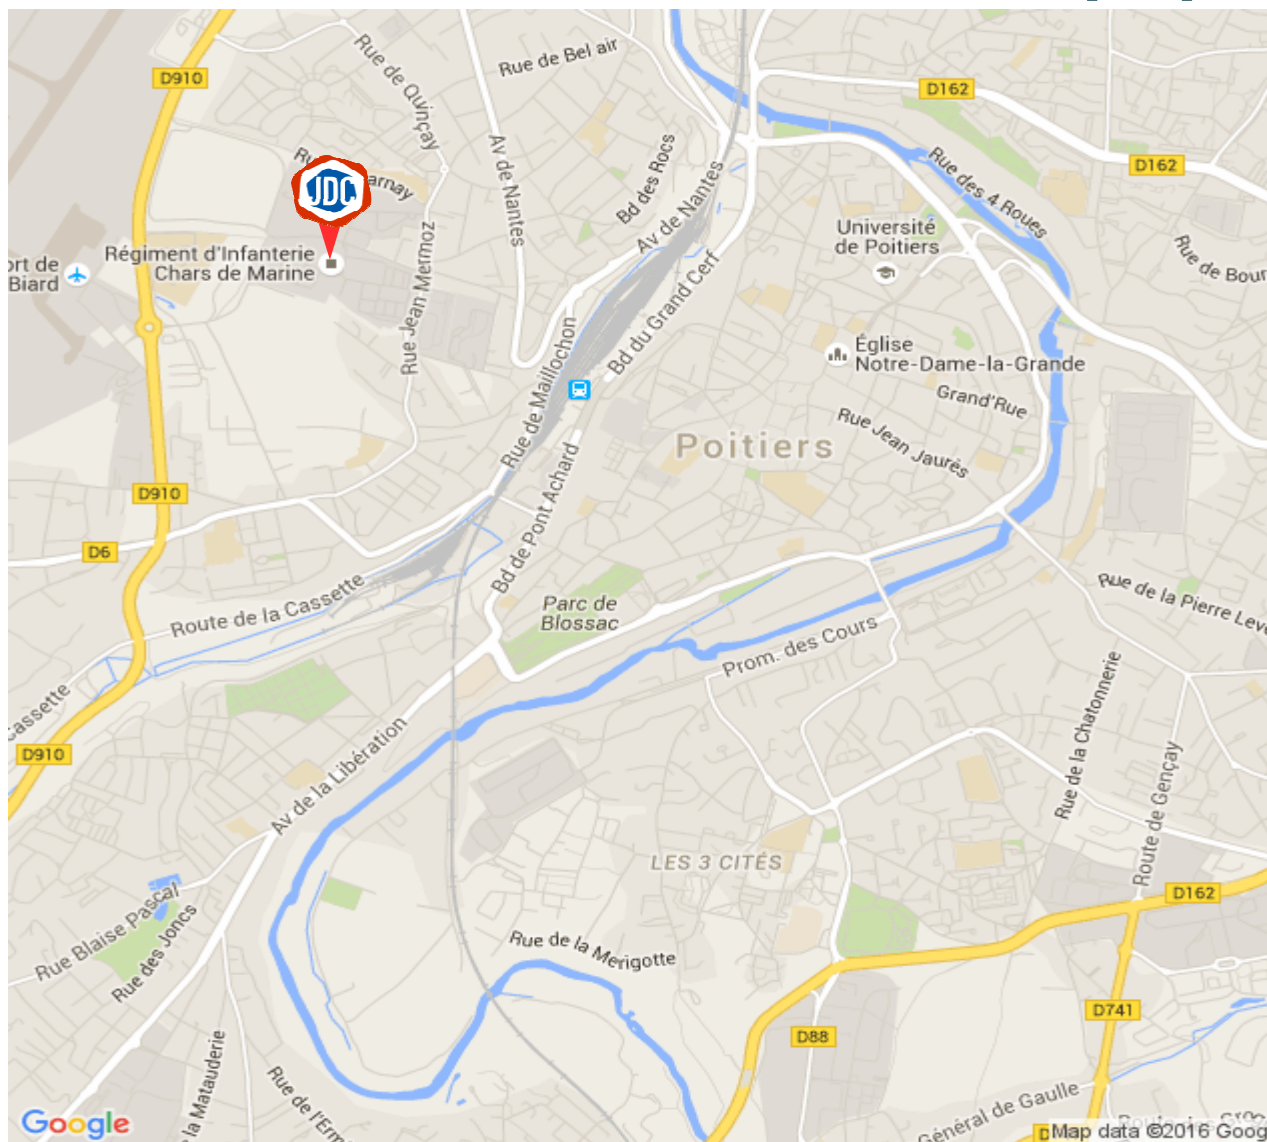 D910
Rue de Quinçay
Rue de Bel air
D162
D162
Av de Nantes
Bd des Rocs
Av de Nantes
Rue des 4 Roues
JDC
Université
de Poitiers
Régiment d'Infanterie
Chars de Marine
ort de
Biard
Rue Jean Mermoz
Bd du Grand Cerf
Rue de Maillochon
Église
Notre-Dame-la-Grande
Grand'Rue
Rue Jean Jaurès
Poitiers
D910
D6
Bd de Pont Achard
Route de la Cassette
Parc de
Blossac
Prom. des Cours
Rue de la Pierre Leve
Rue de la Chatonnerie
Route de Gençay
assette
D910
Av de la Libération
LES 3 CITÉS
D162
Rue Blaise Pascal
Rue des Joncs
Rue de la Merigotte
D741
D88
la Matauderie
Rue de l'Erm
Général de Gaulle
Google
Map data ©2016 Goog